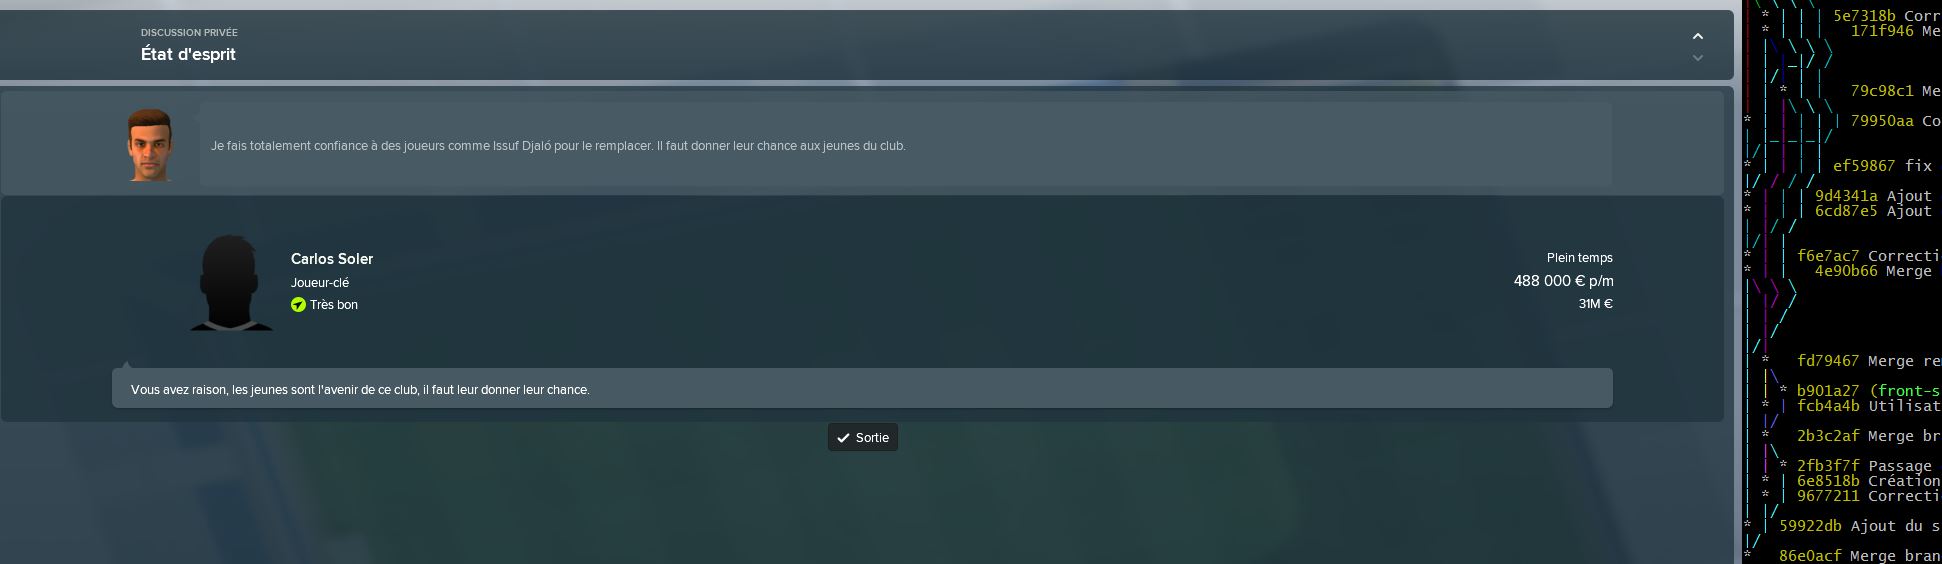 DISCUSSION PRIVÉE
État d'esprit
Je fais totalement confiance à des joueurs comme Issuf Djaló pour le remplacer. Il faut donner leur chance aux jeunes du club.
Carlos Soler
Joueur-clé
Très bon
Plein temps
488 000 € p/m
31M €
Vous avez raison, les jeunes sont l'avenir de ce club, il faut leur donner leur chance.
Sortie
5e7318b Corr
171f946 Me
79c98c1 Me
79950aa Co
ef59867 fix
9d4341a Ajout
6cd87e5 Ajout
f6e7ac7 Correcti
4e90b66 Merge
fd79467 Merge re
b901a27 (front-s
fcb4a4b Utilisat
2b3c2af Merge br
2fb3f7f Passage
6e8518b Création
9677211 Correcti
59922db Ajout du s
86e0acf Merge bran